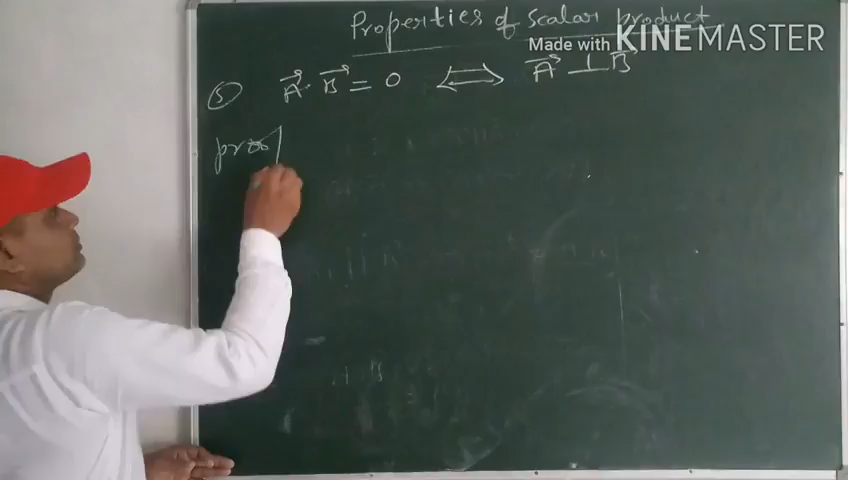 Properties of scalar product
Made with KINEMASTER
⑤ A⃗ · B⃗ = 0 ⟺ A⃗ ⊥ B⃗
proof